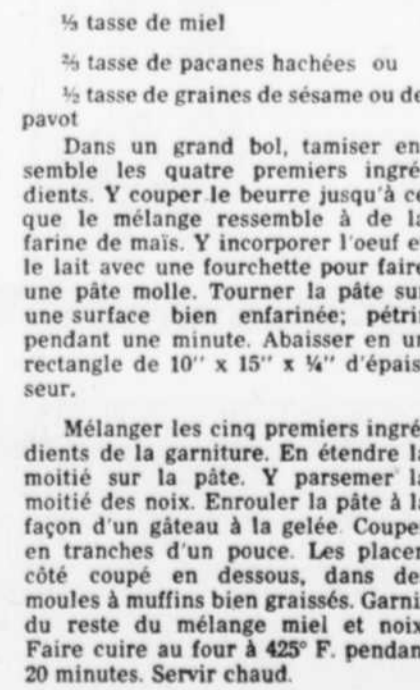 ⅓ tasse de miel
⅔ tasse de pacanes hachées ou
½ tasse de graines de sésame ou de
pavot
Dans un grand bol, tamiser en-
semble les quatre premiers ingré-
dients. Y couper le beurre jusqu'à ce
que le mélange ressemble à de la
farine de maïs. Y incorporer l'oeuf et
le lait avec une fourchette pour faire
une pâte molle. Tourner la pâte sur
une surface bien enfarinée; pétrir
pendant une minute. Abaisser en un
rectangle de 10" x 15" x ¼" d'épais-
seur.
Mélanger les cinq premiers ingré-
dients de la garniture. En étendre la
moitié sur la pâte. Y parsemer la
moitié des noix. Enrouler la pâte à la
façon d'un gâteau à la gelée. Couper
en tranches d'un pouce. Les placer
côté coupé en dessous, dans des
moules à muffins bien graissés. Garnir
du reste du mélange miel et noix.
Faire cuire au four à 425° F. pendant
20 minutes. Servir chaud.